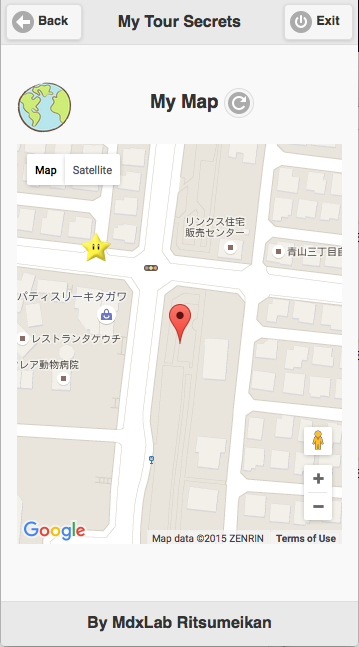 Back
My Tour Secrets
Exit
My Map
Map
Satellite
リンクス住宅
販売センター
青山三丁目自
パティスリーキタガワ
レストランタケウチ
レア動物病院
Google
Map data ©2015 ZENRIN
Terms of Use
By MdxLab Ritsumeikan